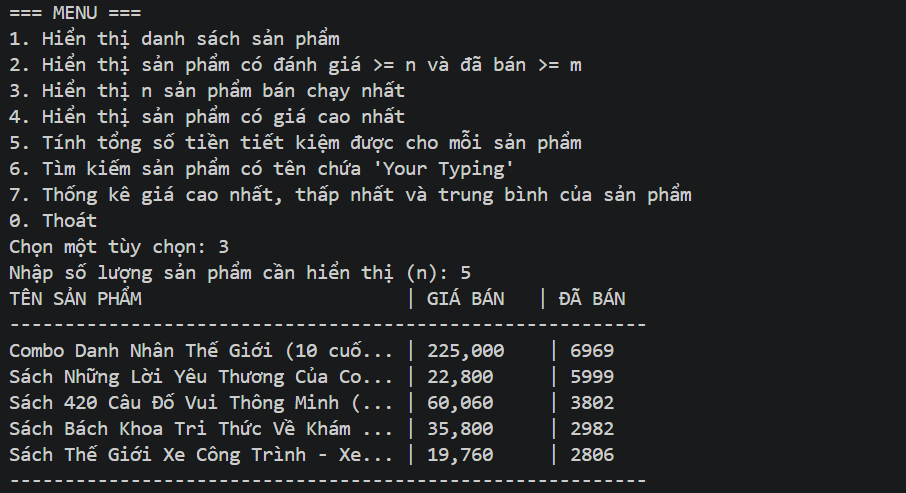 === MENU ===
1. Hiển thị danh sách sản phẩm
2. Hiển thị sản phẩm có đánh giá >= n và đã bán >= m
3. Hiển thị n sản phẩm bán chạy nhất
4. Hiển thị sản phẩm có giá cao nhất
5. Tính tổng số tiền tiết kiệm được cho mỗi sản phẩm
6. Tìm kiếm sản phẩm có tên chứa 'Your Typing'
7. Thống kê giá cao nhất, thấp nhất và trung bình của sản phẩm
0. Thoát
Chọn một tùy chọn: 3
Nhập số lượng sản phẩm cần hiển thị (n): 5
TÊN SẢN PHẨM | GIÁ BÁN | ĐÃ BÁN
----------------------------------------------------------
Combo Danh Nhân Thế Giới (10 cuố... | 225,000 | 6969
Sách Những Lời Yêu Thương Của Co... | 22,800 | 5999
Sách 420 Câu Đố Vui Thông Minh (... | 60,060 | 3802
Sách Bách Khoa Tri Thức Về Khám ... | 35,800 | 2982
Sách Thế Giới Xe Công Trình - Xe... | 19,760 | 2806
----------------------------------------------------------